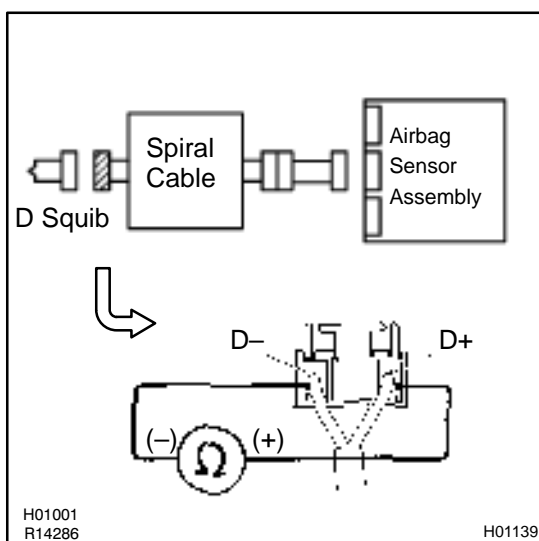 Spiral
Cable
Airbag
Sensor
Assembly
D Squib
D– D+
(–) Ω (+)
H01001
R14286
H01139